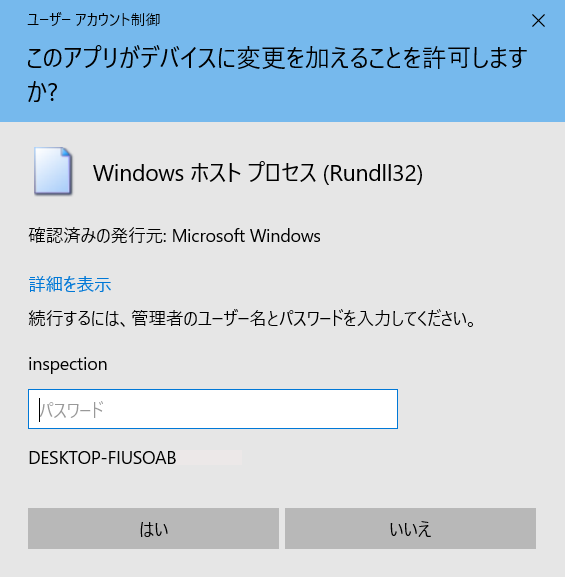 ユーザー アカウント制御
このアプリがデバイスに変更を加えることを許可します
か?
Windows ホスト プロセス (Rundll32)
確認済みの発行元: Microsoft Windows
詳細を表示
続行するには、管理者のユーザー名とパスワードを入力してください。
inspection
パスワード
DESKTOP-FIUSOAB
はい
いいえ